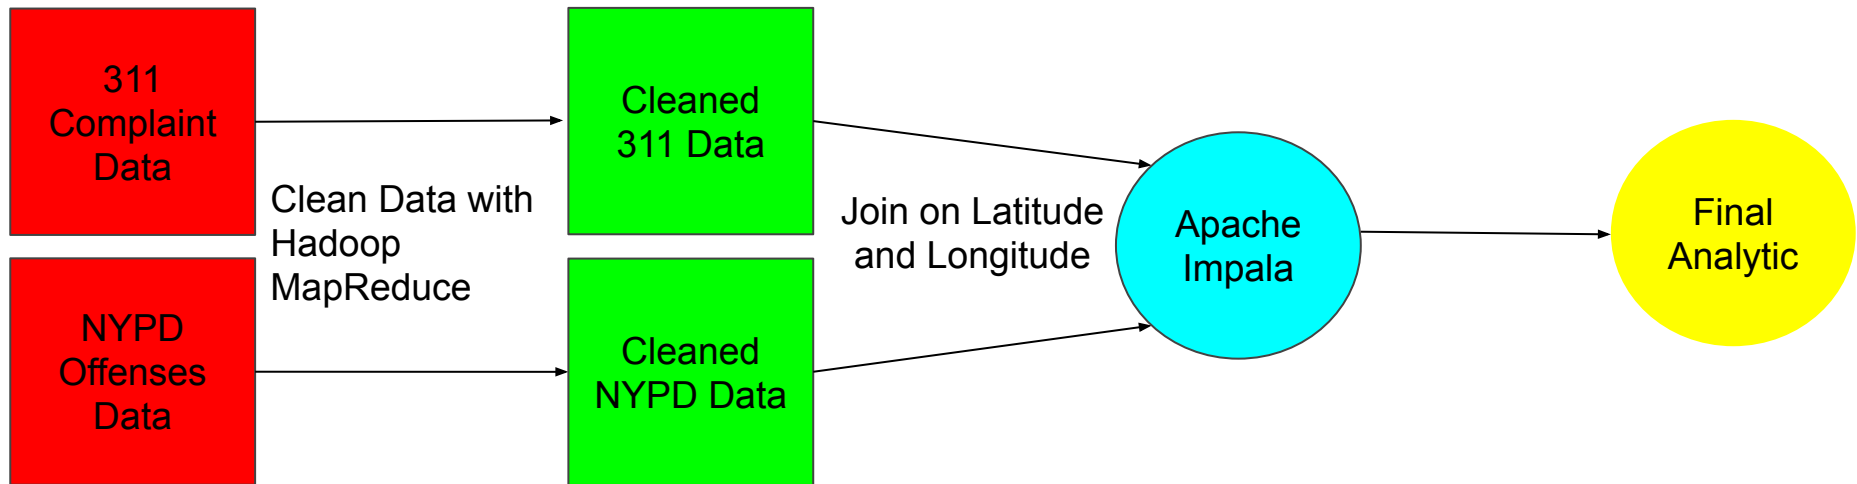 311
Complaint
Data
NYPD
Offenses
Data
Clean Data with
Hadoop
MapReduce
Cleaned
311 Data
Cleaned
NYPD Data
Join on Latitude
and Longitude
Apache
Impala
Final
Analytic